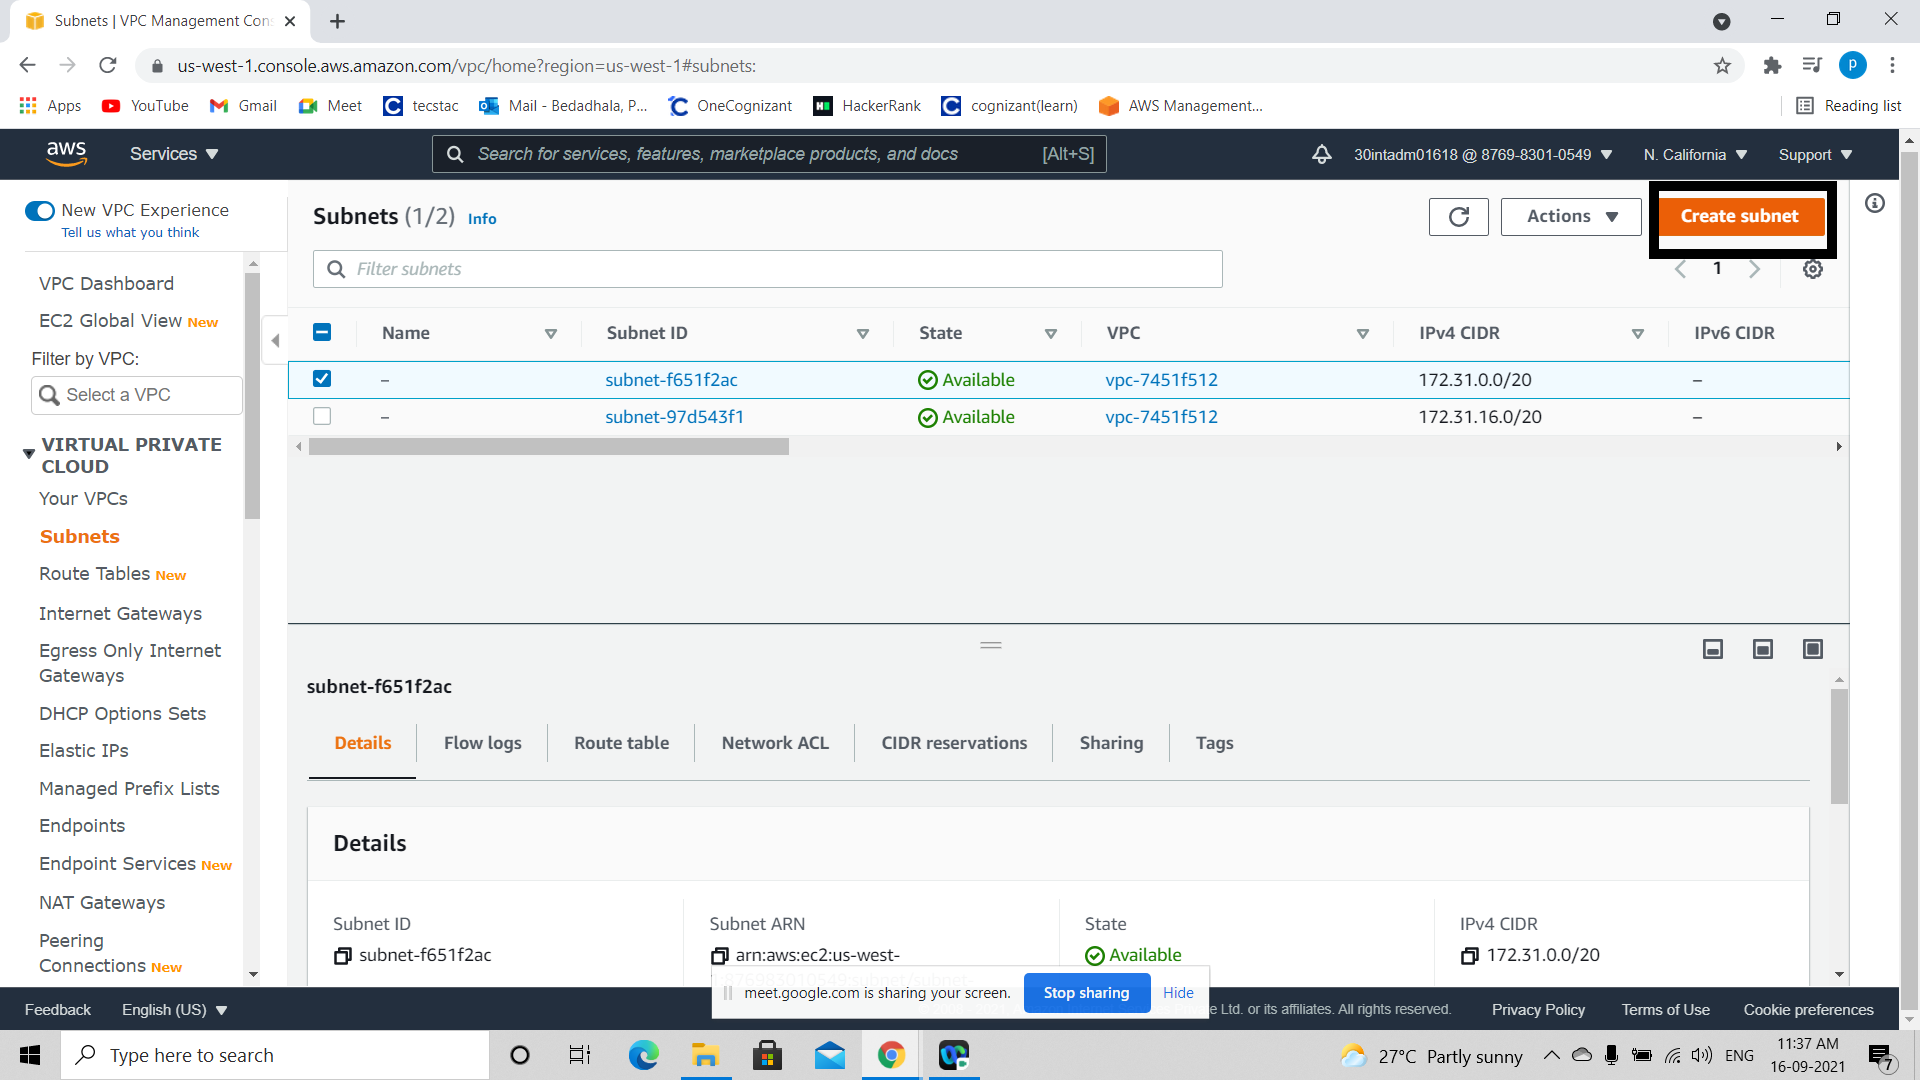 Subnets | VPC Management Con
us-west-1.console.aws.amazon.com/vpc/home?region=us-west-1#subnets:
P
Apps YouTube Gmail Meet tecstac Mail - Bedadhala, P... OneCognizant HackerRank cognizant(learn) AWS Management... Reading list
aws Services Search for services, features, marketplace products, and docs [Alt+S] 30intadm01618 @ 8769-8301-0549 N. California Support
New VPC Experience
Tell us what you think
Subnets (1/2) Info
Actions Create subnet
Filter subnets
1
VPC Dashboard
EC2 Global View New
Filter by VPC:
Select a VPC
VIRTUAL PRIVATE
CLOUD
Your VPCs
Subnets
Route Tables New
Internet Gateways
Egress Only Internet
Gateways
DHCP Options Sets
Elastic IPs
Managed Prefix Lists
Endpoints
Endpoint Services New
NAT Gateways
Peering
Connections New
Name Subnet ID State VPC IPv4 CIDR IPv6 CIDR
– subnet-f651f2ac Available vpc-7451f512 172.31.0.0/20 –
– subnet-97d543f1 Available vpc-7451f512 172.31.16.0/20 –
subnet-f651f2ac
Details Flow logs Route table Network ACL CIDR reservations Sharing Tags
Details
Subnet ID Subnet ARN State IPv4 CIDR
subnet-f651f2ac arn:aws:ec2:us-west- Available 172.31.0.0/20
meet.google.com is sharing your screen. Stop sharing Hide
Feedback English (US) Ltd. or its affiliates. All rights reserved. Privacy Policy Terms of Use Cookie preferences
Type here to search
27°C Partly sunny ENG
11:37 AM
16-09-2021
7